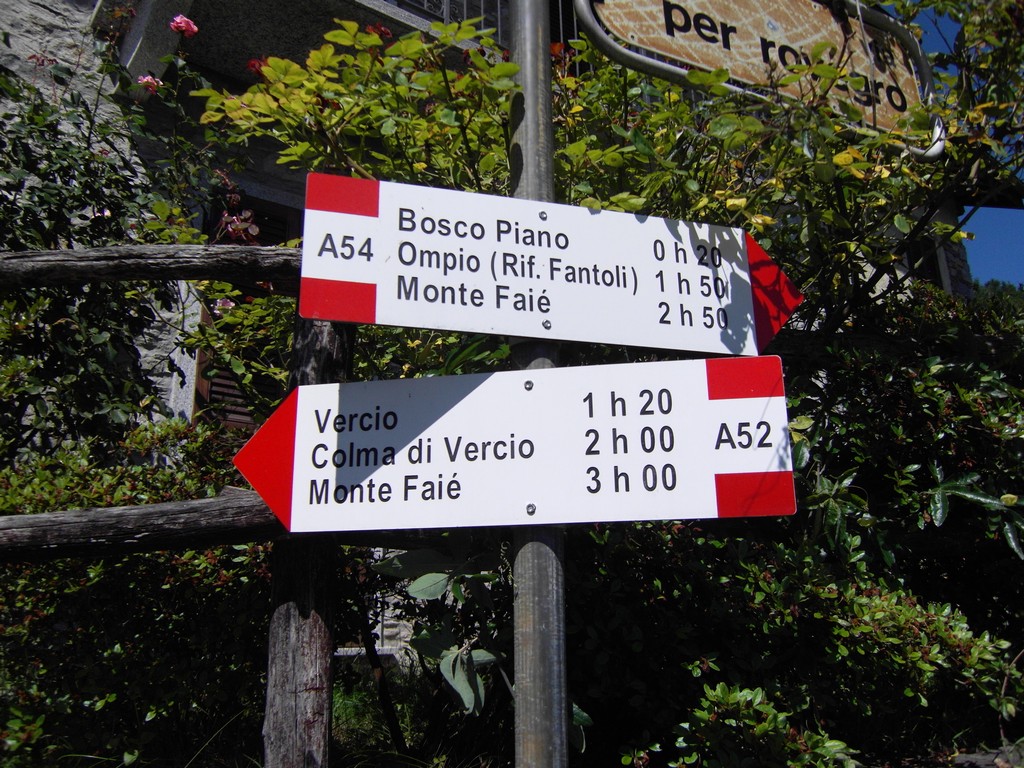 per
A54
Bosco Piano 0 h 20
Ompio (Rif. Fantoli) 1 h 50
Monte Faié 2 h 50
Vercio 1 h 20
Colma di Vercio 2 h 00
Monte Faié 3 h 00
A52